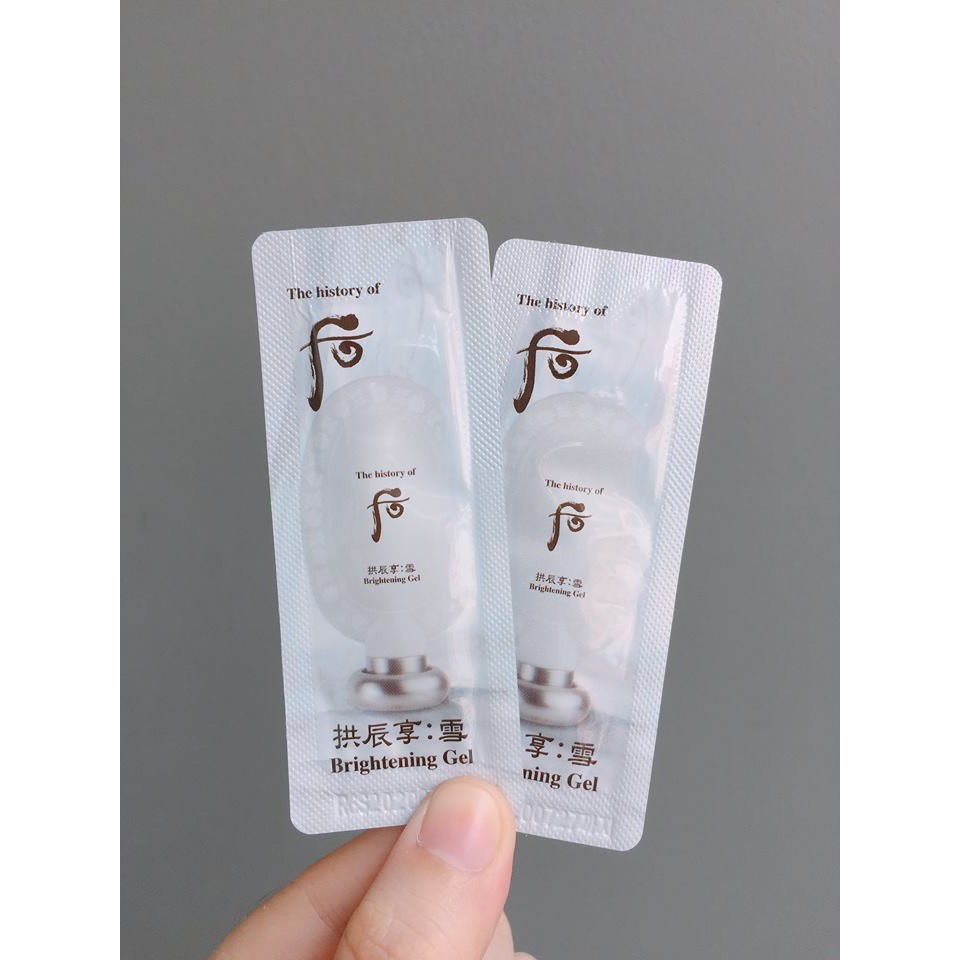 The history of
后
The history of
后
拱辰享:雪
Brightening Gel
拱辰享:雪
Brightening Gel
The history of
后
The history of
后
拱辰享:雪
Brightening Gel
享:雪
ning Gel